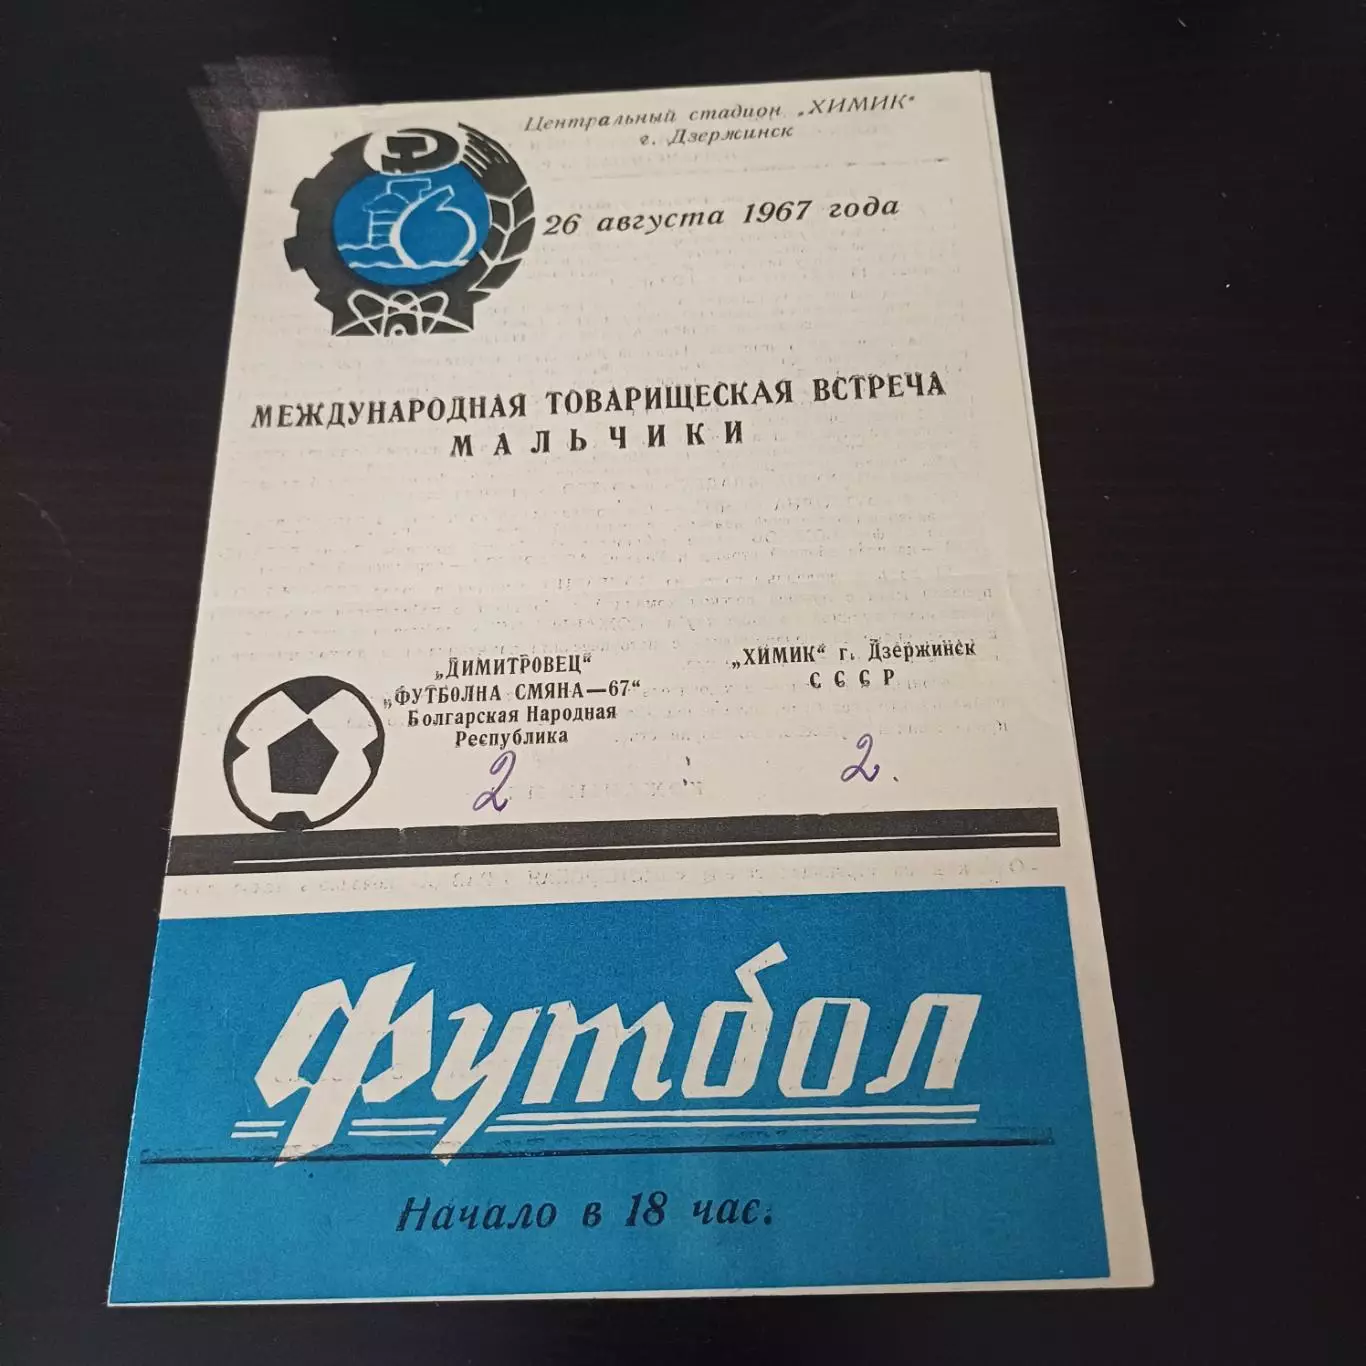 Центральный стадион „ХИМИК“
г. Дзержинск
26 августа 1967 года
МЕЖДУНАРОДНАЯ ТОВАРИЩЕСКАЯ ВСТРЕЧА
МАЛЬЧИКИ
„ДИМИТРОВЕЦ“
„ФУТБОЛНА СМЯНА—67“
Болгарская Народная
Республика
2
„ХИМИК“ г. Дзержинск
СССР
2.
Футбол
Начало в 18 час.